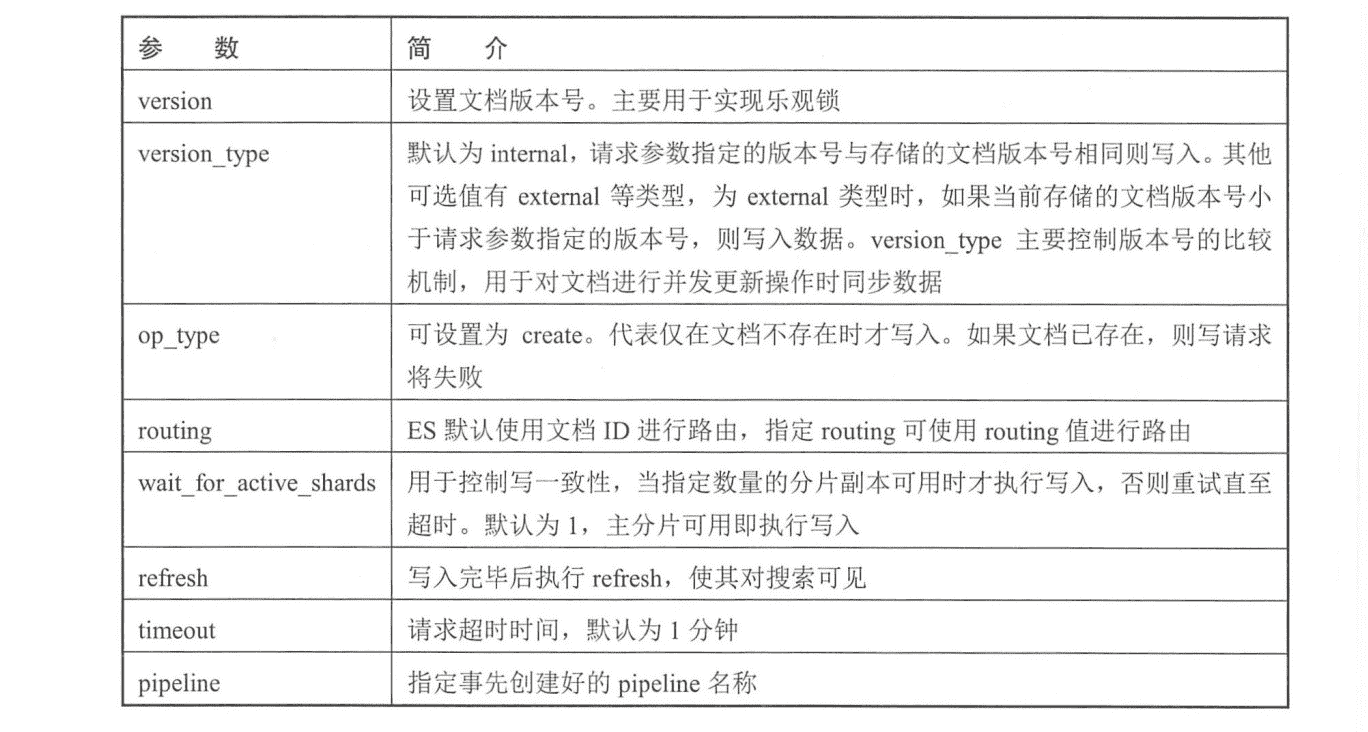 参 数 简 介
version 设置文档版本号。主要用于实现乐观锁
version_type 默认为 internal，请求参数指定的版本号与存储的文档版本号相同则写入。其他
可选值有 external 等类型，为 external 类型时，如果当前存储的文档版本号小
于请求参数指定的版本号，则写入数据。version_type 主要控制版本号的比较
机制，用于对文档进行并发更新操作时同步数据
op_type 可设置为 create。代表仅在文档不存在时才写入。如果文档已存在，则写请求
将失败
routing ES 默认使用文档 ID 进行路由，指定 routing 可使用 routing 值进行路由
wait_for_active_shards 用于控制写一致性，当指定数量的分片副本可用时才执行写入，否则重试直至
超时。默认为 1，主分片可用即执行写入
refresh 写入完毕后执行 refresh，使其对搜索可见
timeout 请求超时时间，默认为 1 分钟
pipeline 指定事先创建好的 pipeline 名称